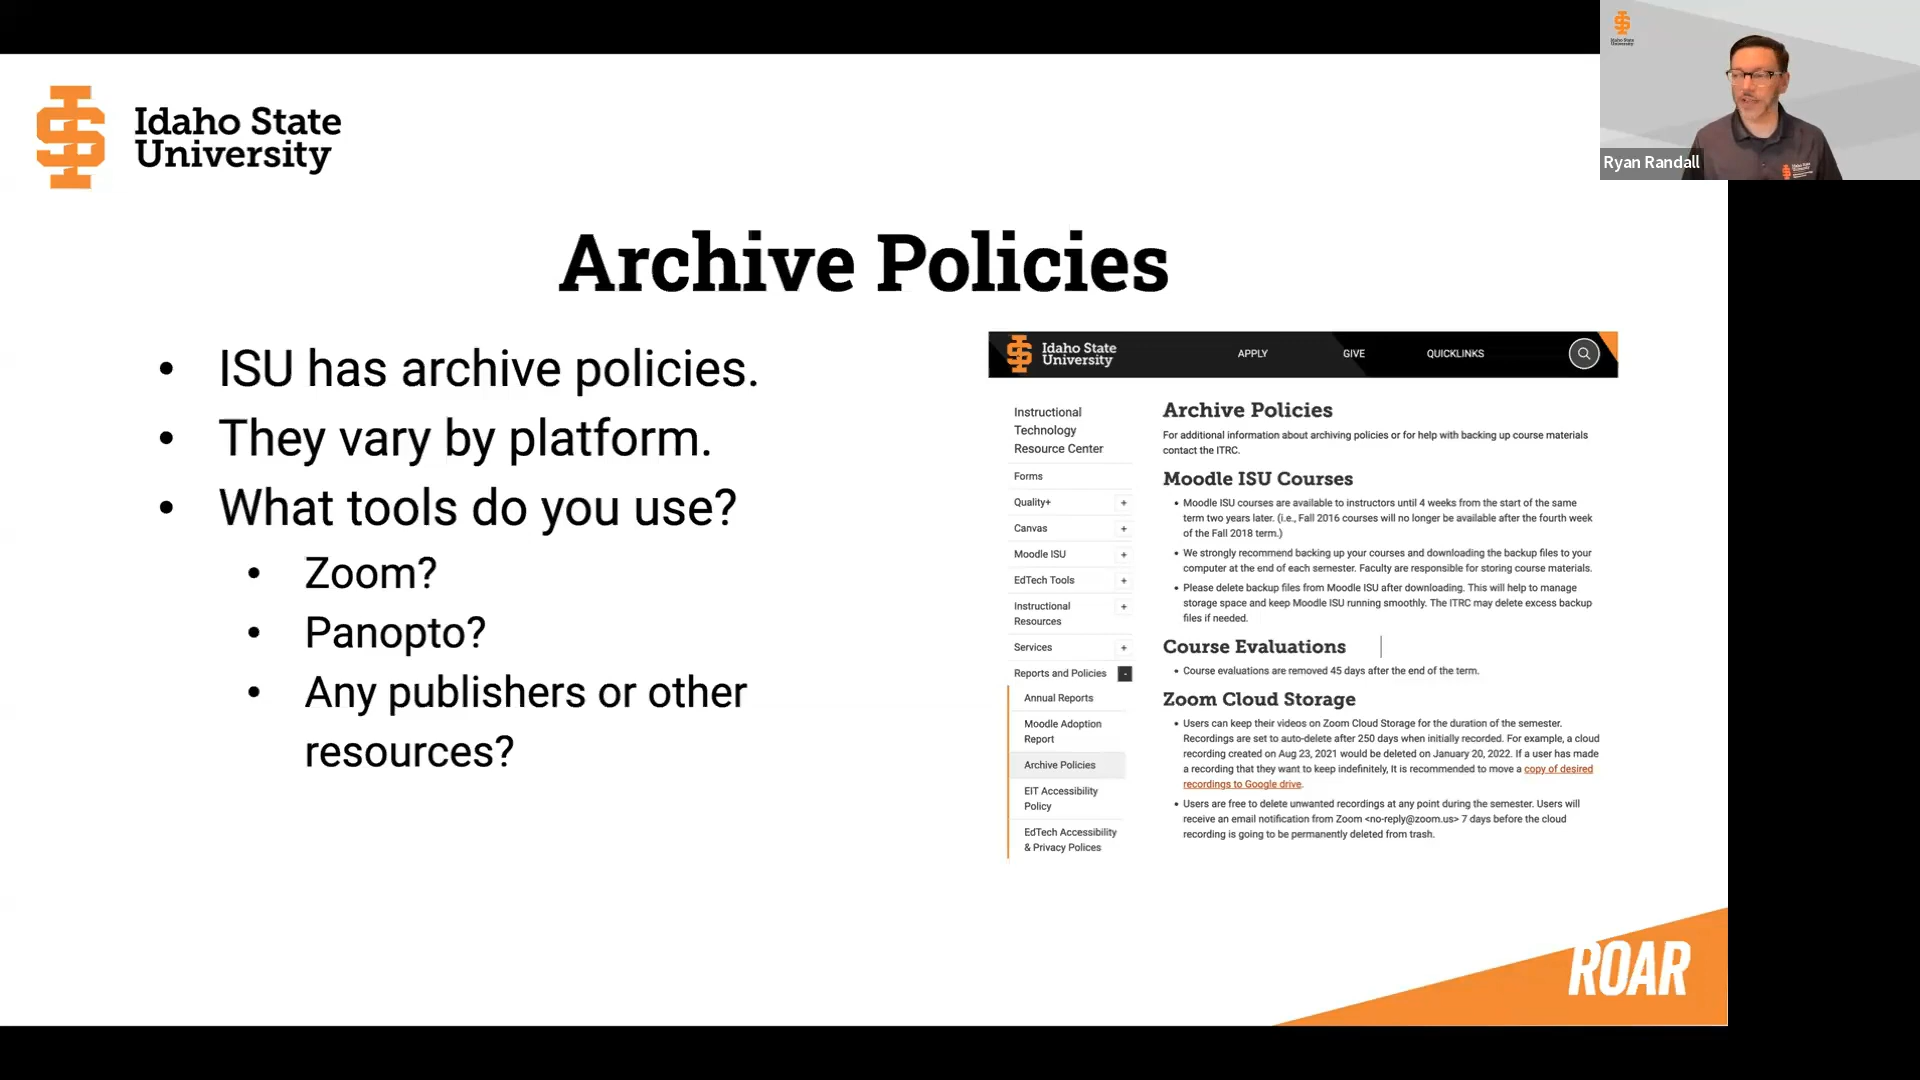 Idaho State
University
Ryan Randall
Archive Policies
• ISU has archive policies.
• They vary by platform.
• What tools do you use?
• Zoom?
• Panopto?
• Any publishers or other
resources?
Idaho State
University
APPLY
GIVE
QUICKLINKS
Instructional
Technology
Resource Center
Forms
Quality+ +
Canvas +
Moodle ISU +
EdTech Tools +
Instructional
Resources +
Services +
Reports and Policies -
Annual Reports
Moodle Adoption
Report
Archive Policies
EIT Accessibility
Policy
EdTech Accessibility
& Privacy Polices
Archive Policies
For additional information about archiving policies or for help with backing up course materials
contact the ITRC.
Moodle ISU Courses
• Moodle ISU courses are available to instructors until 4 weeks from the start of the same
term two years later. (i.e., Fall 2016 courses will no longer be available after the fourth week
of the Fall 2018 term.)
• We strongly recommend backing up your courses and downloading the backup files to your
computer at the end of each semester. Faculty are responsible for storing course materials.
• Please delete backup files from Moodle ISU after downloading. This will help to manage
storage space and keep Moodle ISU running smoothly. The ITRC may delete excess backup
files if needed.
Course Evaluations
• Course evaluations are removed 45 days after the end of the term.
Zoom Cloud Storage
• Users can keep their videos on Zoom Cloud Storage for the duration of the semester.
Recordings are set to auto-delete after 250 days when initially recorded. For example, a cloud
recording created on Aug 23, 2021 would be deleted on January 20, 2022. If a user has made
a recording that they want to keep indefinitely, It is recommended to move a copy of desired
recordings to Google drive.
• Users are free to delete unwanted recordings at any point during the semester. Users will
receive an email notification from Zoom <no-reply@zoom.us> 7 days before the cloud
recording is going to be permanently deleted from trash.
ROAR